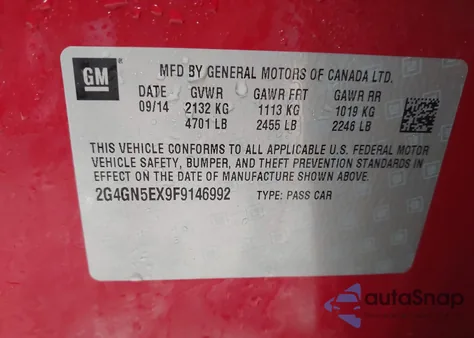 GM
MFD BY GENERAL MOTORS OF CANADA LTD.
DATE GVWR GAWR FRT GAWR RR
09/14 2132 KG 1113 KG 1019 KG
4701 LB 2455 LB 2246 LB
THIS VEHICLE CONFORMS TO ALL APPLICABLE U.S. FEDERAL MOTOR
VEHICLE SAFETY, BUMPER, AND THEFT PREVENTION STANDARDS IN
EFFECT ON THE DATE OF MANUFACTURE SHOWN ABOVE.
2G4GN5EX9F9146992 TYPE: PASS CAR
autoSnap